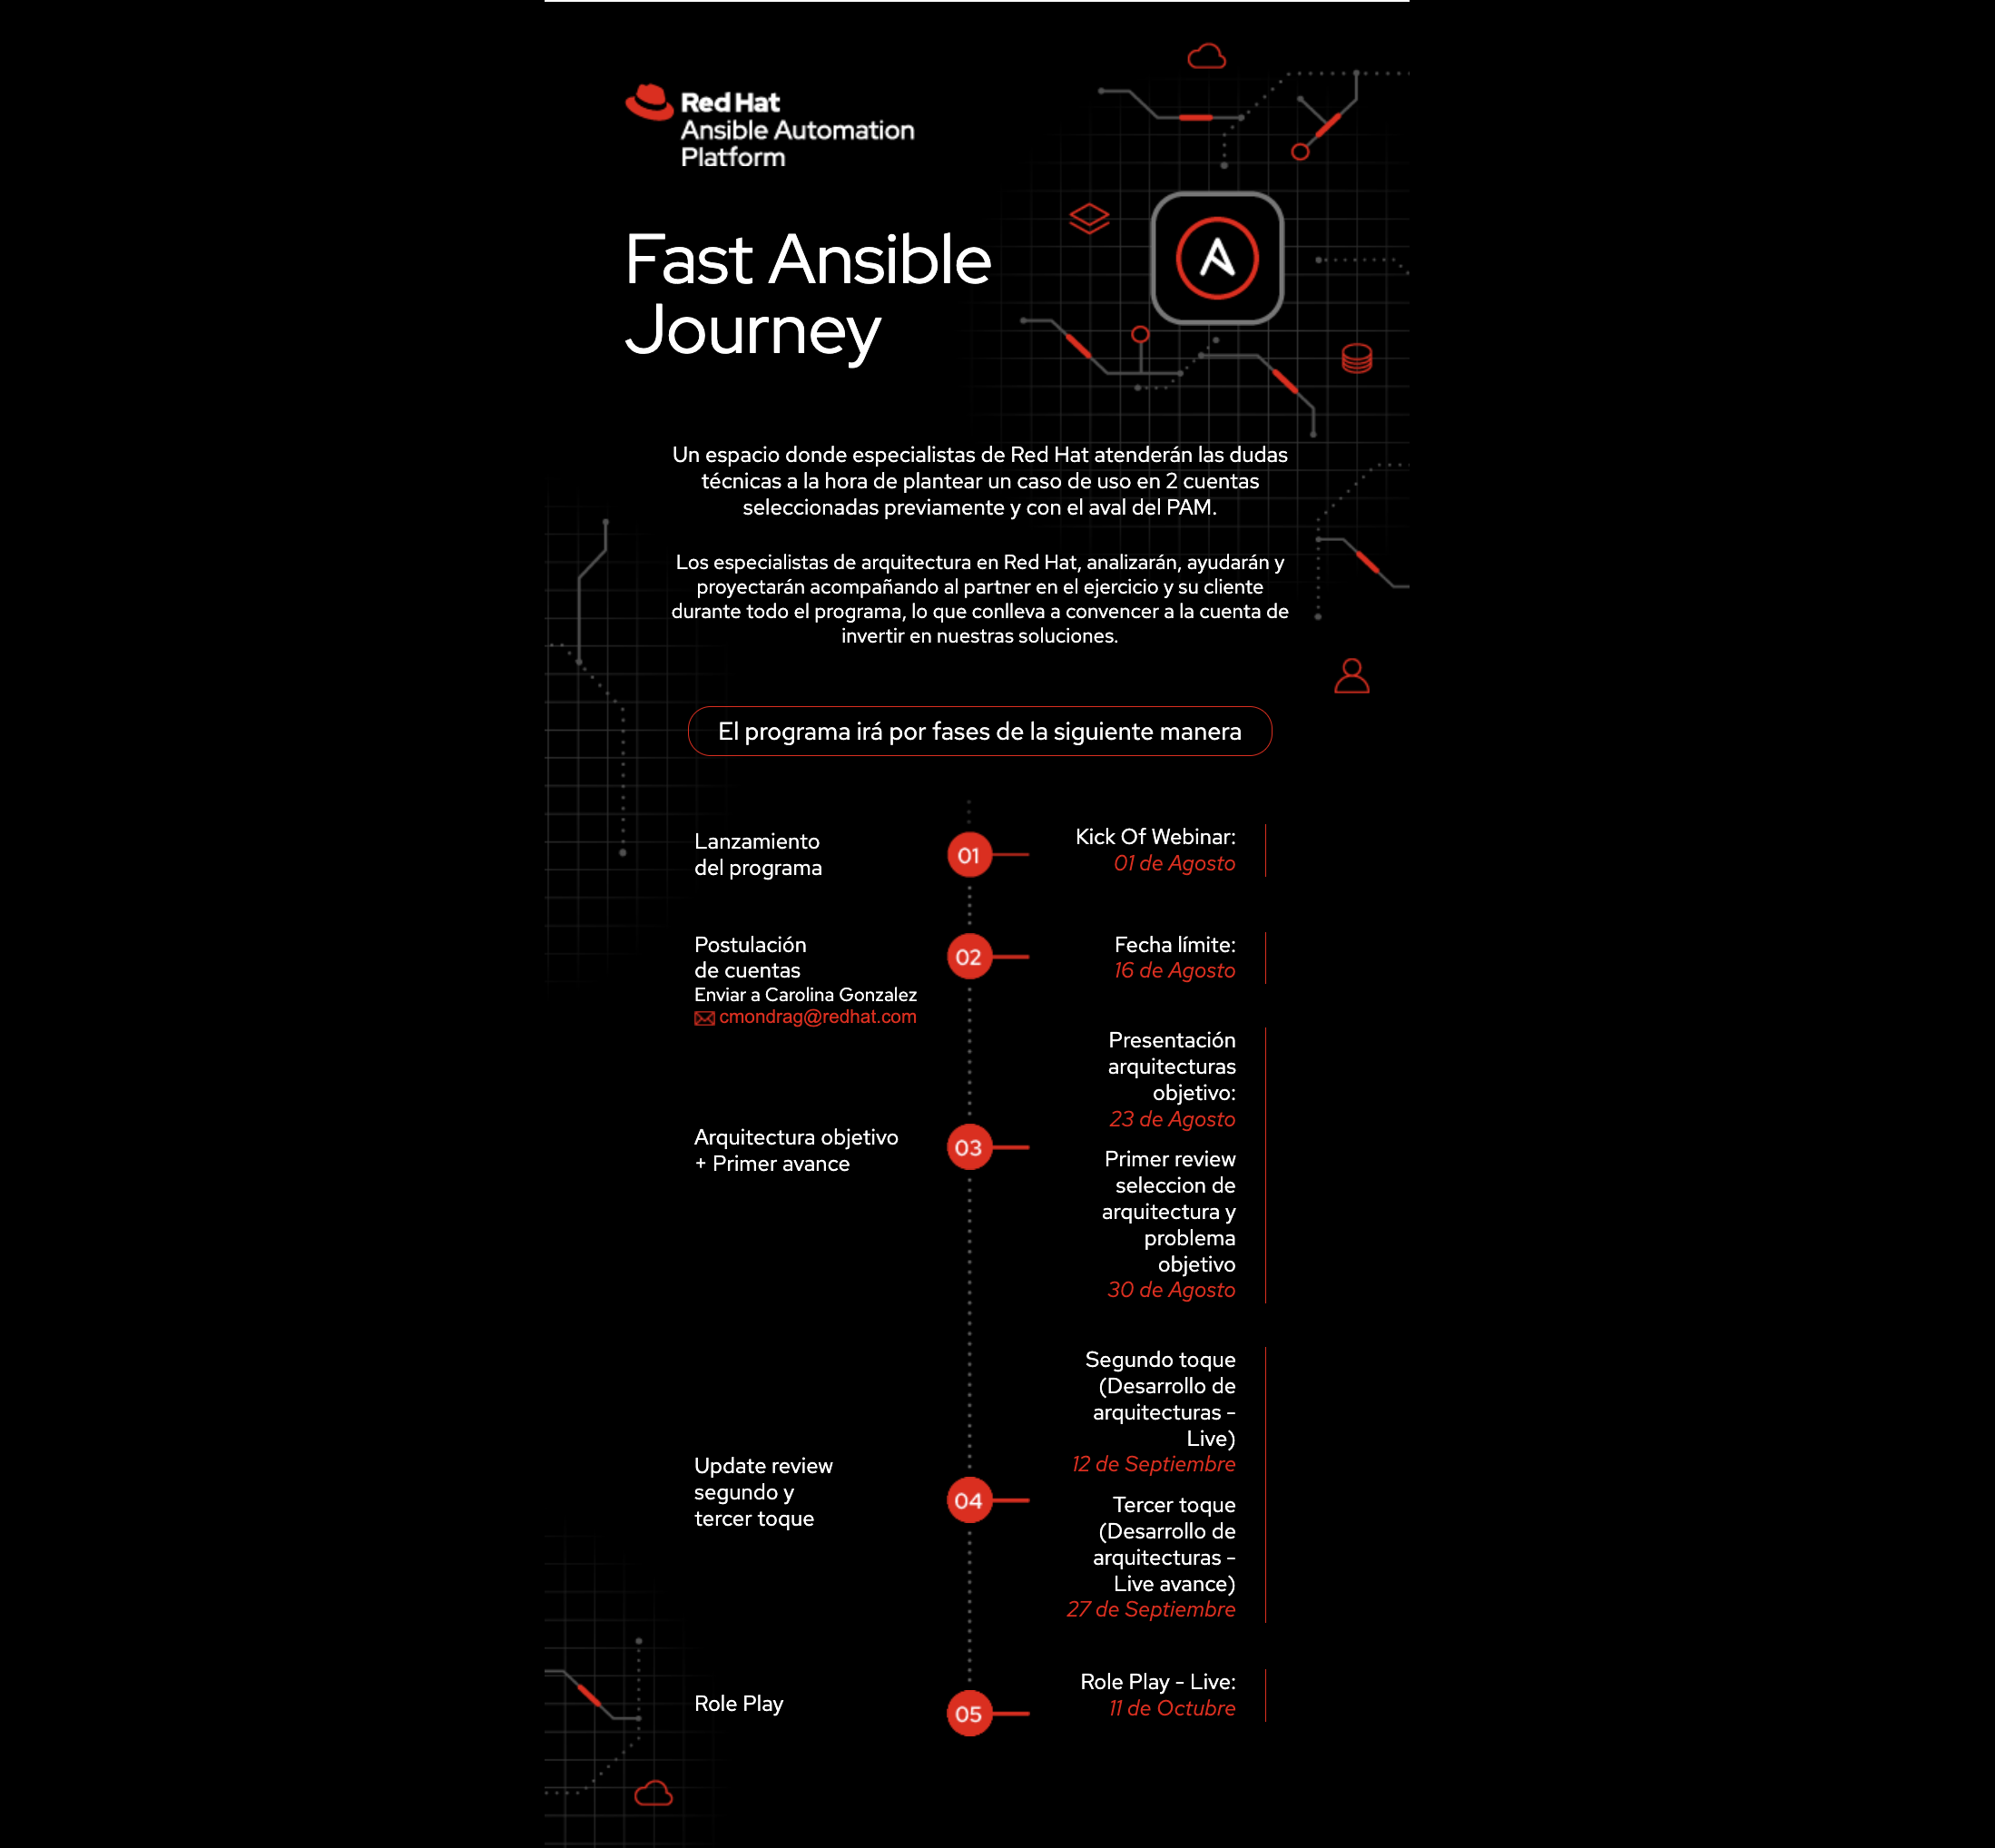 Red Hat
Ansible Automation
Platform
Fast Ansible
Journey
Un espacio donde especialistas de Red Hat atenderán las dudas
técnicas a la hora de plantear un caso de uso en 2 cuentas
seleccionadas previamente y con el aval del PAM.
Los especialistas de arquitectura en Red Hat, analizarán, ayudarán y
proyectarán acompañando al partner en el ejercicio y su cliente
durante todo el programa, lo que conlleva a convencer a la cuenta de
invertir en nuestras soluciones.
El programa irá por fases de la siguiente manera
Lanzamiento
del programa
01
Kick Of Webinar:
01 de Agosto
Postulación
de cuentas
Enviar a Carolina Gonzalez
cmondrag@redhat.com
02
Fecha límite:
16 de Agosto
Arquitectura objetivo
+ Primer avance
03
Presentación
arquitecturas
objetivo:
23 de Agosto
Primer review
seleccion de
arquitectura y
problema
objetivo
30 de Agosto
Update review
segundo y
tercer toque
04
Segundo toque
(Desarrollo de
arquitecturas -
Live)
12 de Septiembre
Tercer toque
(Desarrollo de
arquitecturas -
Live avance)
27 de Septiembre
Role Play
05
Role Play - Live:
11 de Octubre